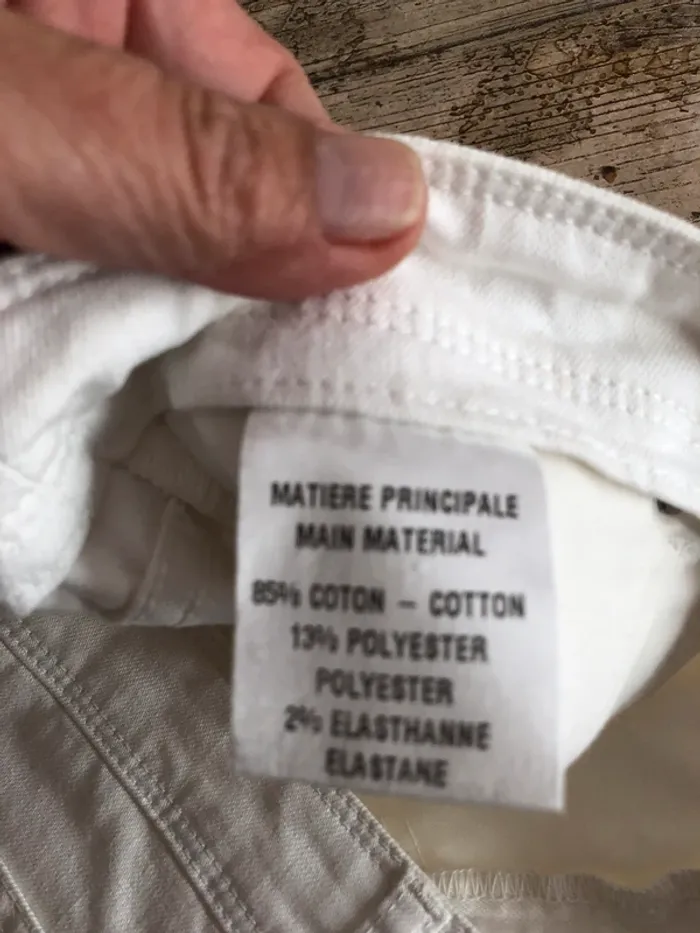 MATIERE PRINCIPALE
MAIN MATERIAL
85% COTON – COTTON
13% POLYESTER
POLYESTER
2% ELASTHANNE
ELASTANE